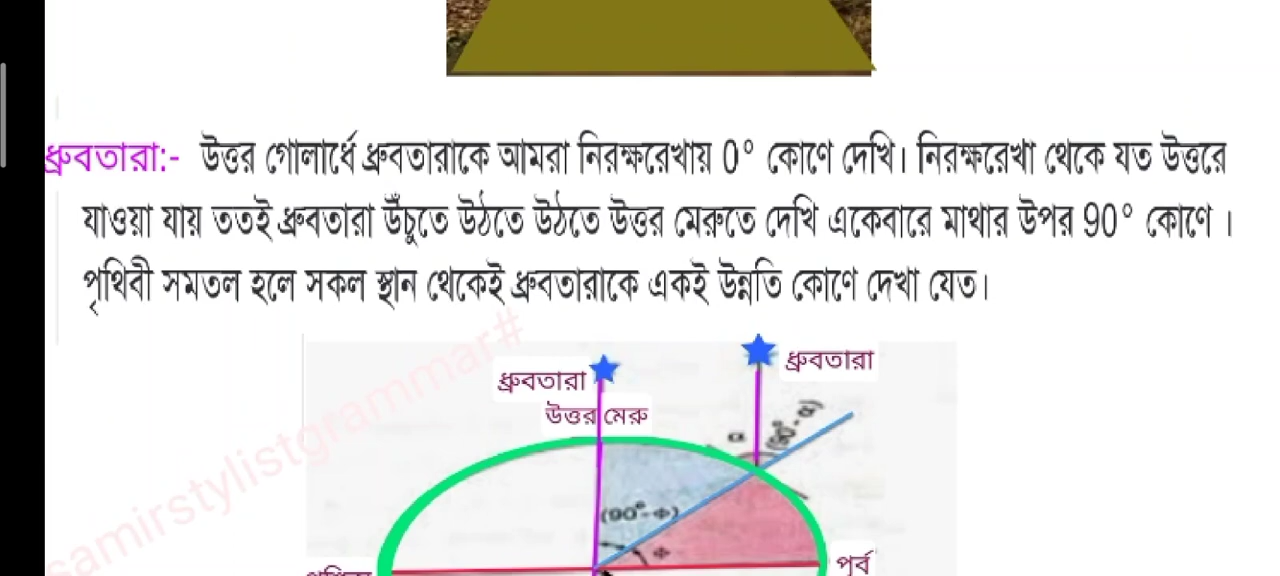 ধ্রুবতারা:- উত্তর গোলার্ধে ধ্রুবতারাকে আমরা নিরক্ষরেখায় 0° কোণে দেখি। নিরক্ষরেখা থেকে যত উত্তরে
যাওয়া যায় ততই ধ্রুবতারা উঁচুতে উঠতে উঠতে উত্তর মেরুতে দেখি একেবারে মাথার উপর 90° কোণে।
পৃথিবী সমতল হলে সকল স্থান থেকেই ধ্রুবতারাকে একই উন্নতি কোণে দেখা যেত।
ধ্রুবতারা
ধ্রুবতারা
উত্তর মেরু
α
(90°-α)
(90°-Φ)
Φ
পূর্ব
samirstylistgrammar#